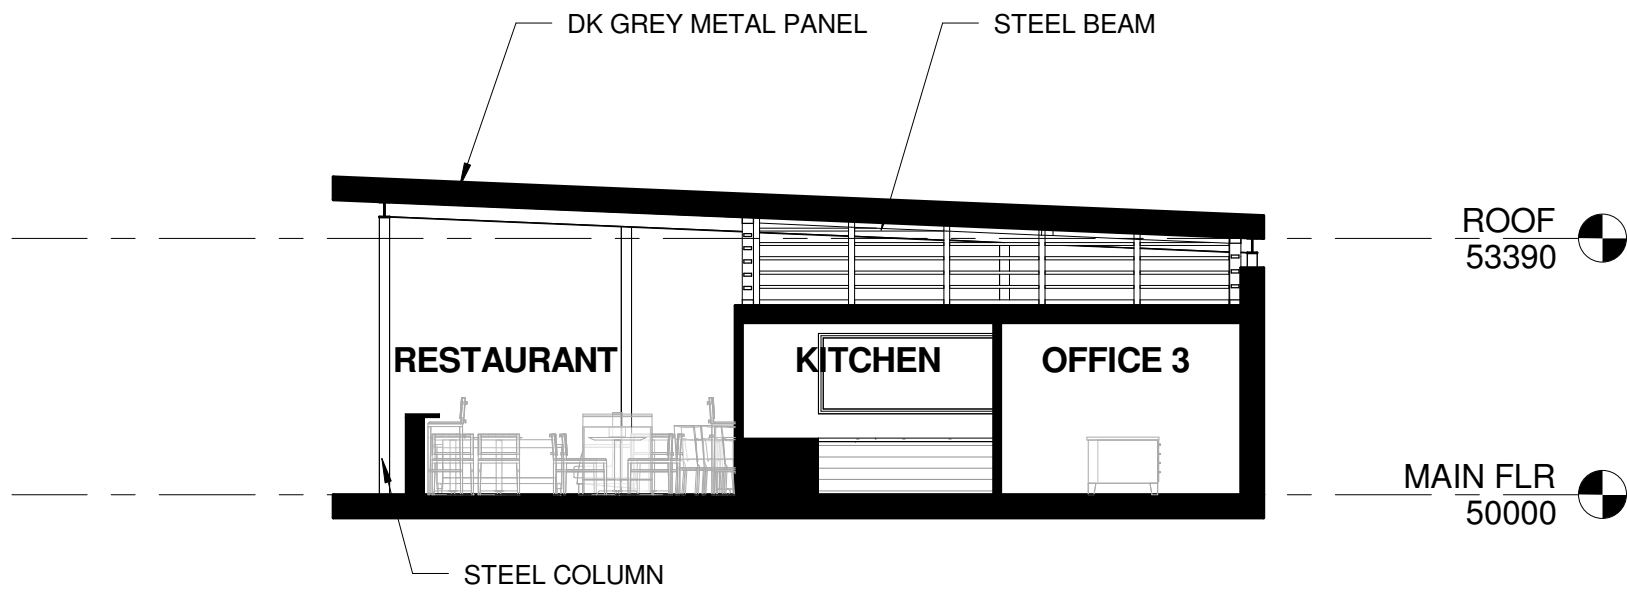 DK GREY METAL PANEL
STEEL BEAM
ROOF
53390
RESTAURANT
KITCHEN
OFFICE 3
MAIN FLR
50000
STEEL COLUMN